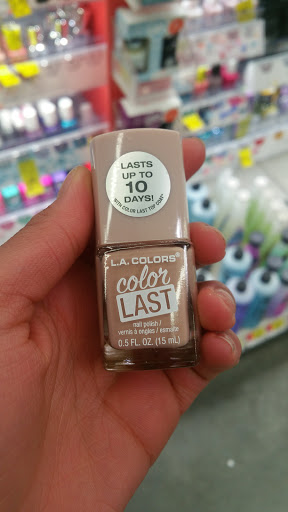 LASTS
UP TO
10
DAYS!
WITH COLOR LAST TOP COAT*
L.A. COLORS®
color
LAST
nail polish /
vernis à ongles / esmalte
0.5 FL. OZ. (15 mL)